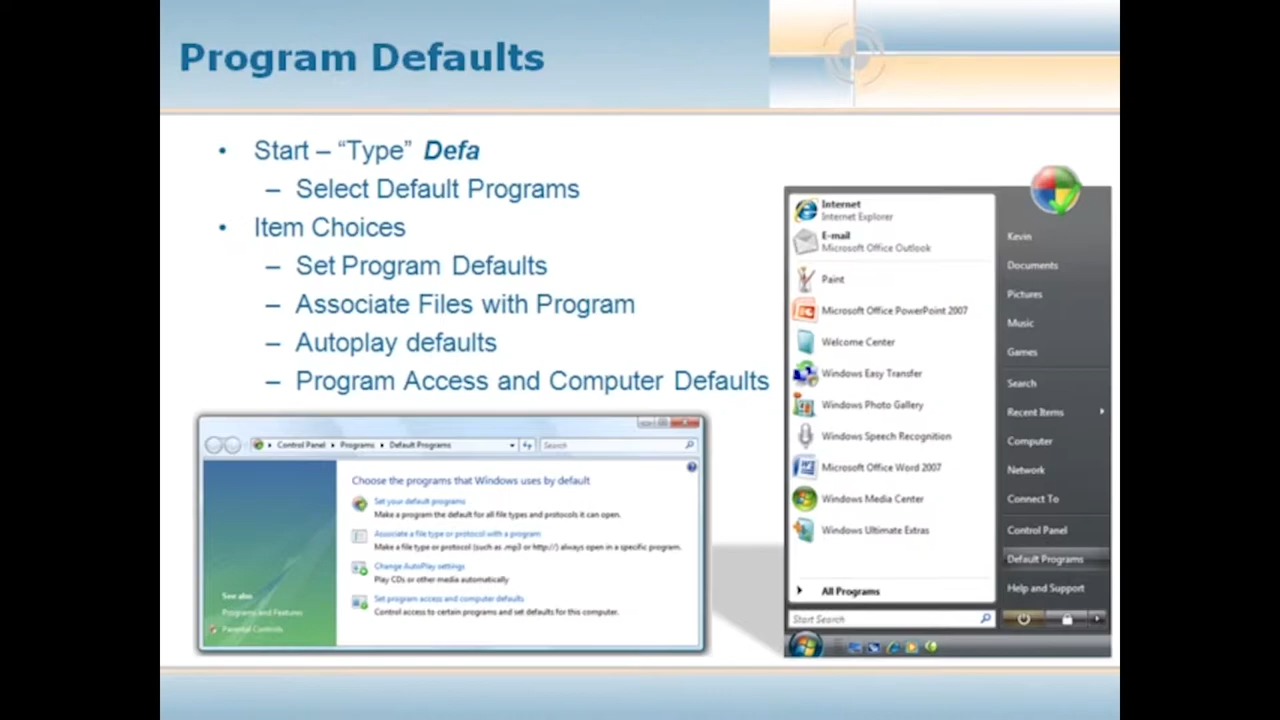 Program Defaults
• Start – “Type” Defa
– Select Default Programs
• Item Choices
– Set Program Defaults
– Associate Files with Program
– Autoplay defaults
– Program Access and Computer Defaults
Control Panel ▸ Programs ▸ Default Programs
Search
Choose the programs that Windows uses by default
Set your default programs
Make a program the default for all file types and protocols it can open.
Associate a file type or protocol with a program
Make a file type or protocol (such as .mp3 or http://) always open in a specific program.
Change AutoPlay settings
Play CDs or other media automatically
Set program access and computer defaults
Control access to certain programs and set defaults for this computer.
See also
Programs and Features
Parental Controls
Internet
Internet Explorer
E-mail
Microsoft Office Outlook
Paint
Microsoft Office PowerPoint 2007
Welcome Center
Windows Easy Transfer
Windows Photo Gallery
Windows Speech Recognition
Microsoft Office Word 2007
Windows Media Center
Windows Ultimate Extras
All Programs
Start Search
Kevin
Documents
Pictures
Music
Games
Search
Recent Items
Computer
Network
Connect To
Control Panel
Default Programs
Help and Support